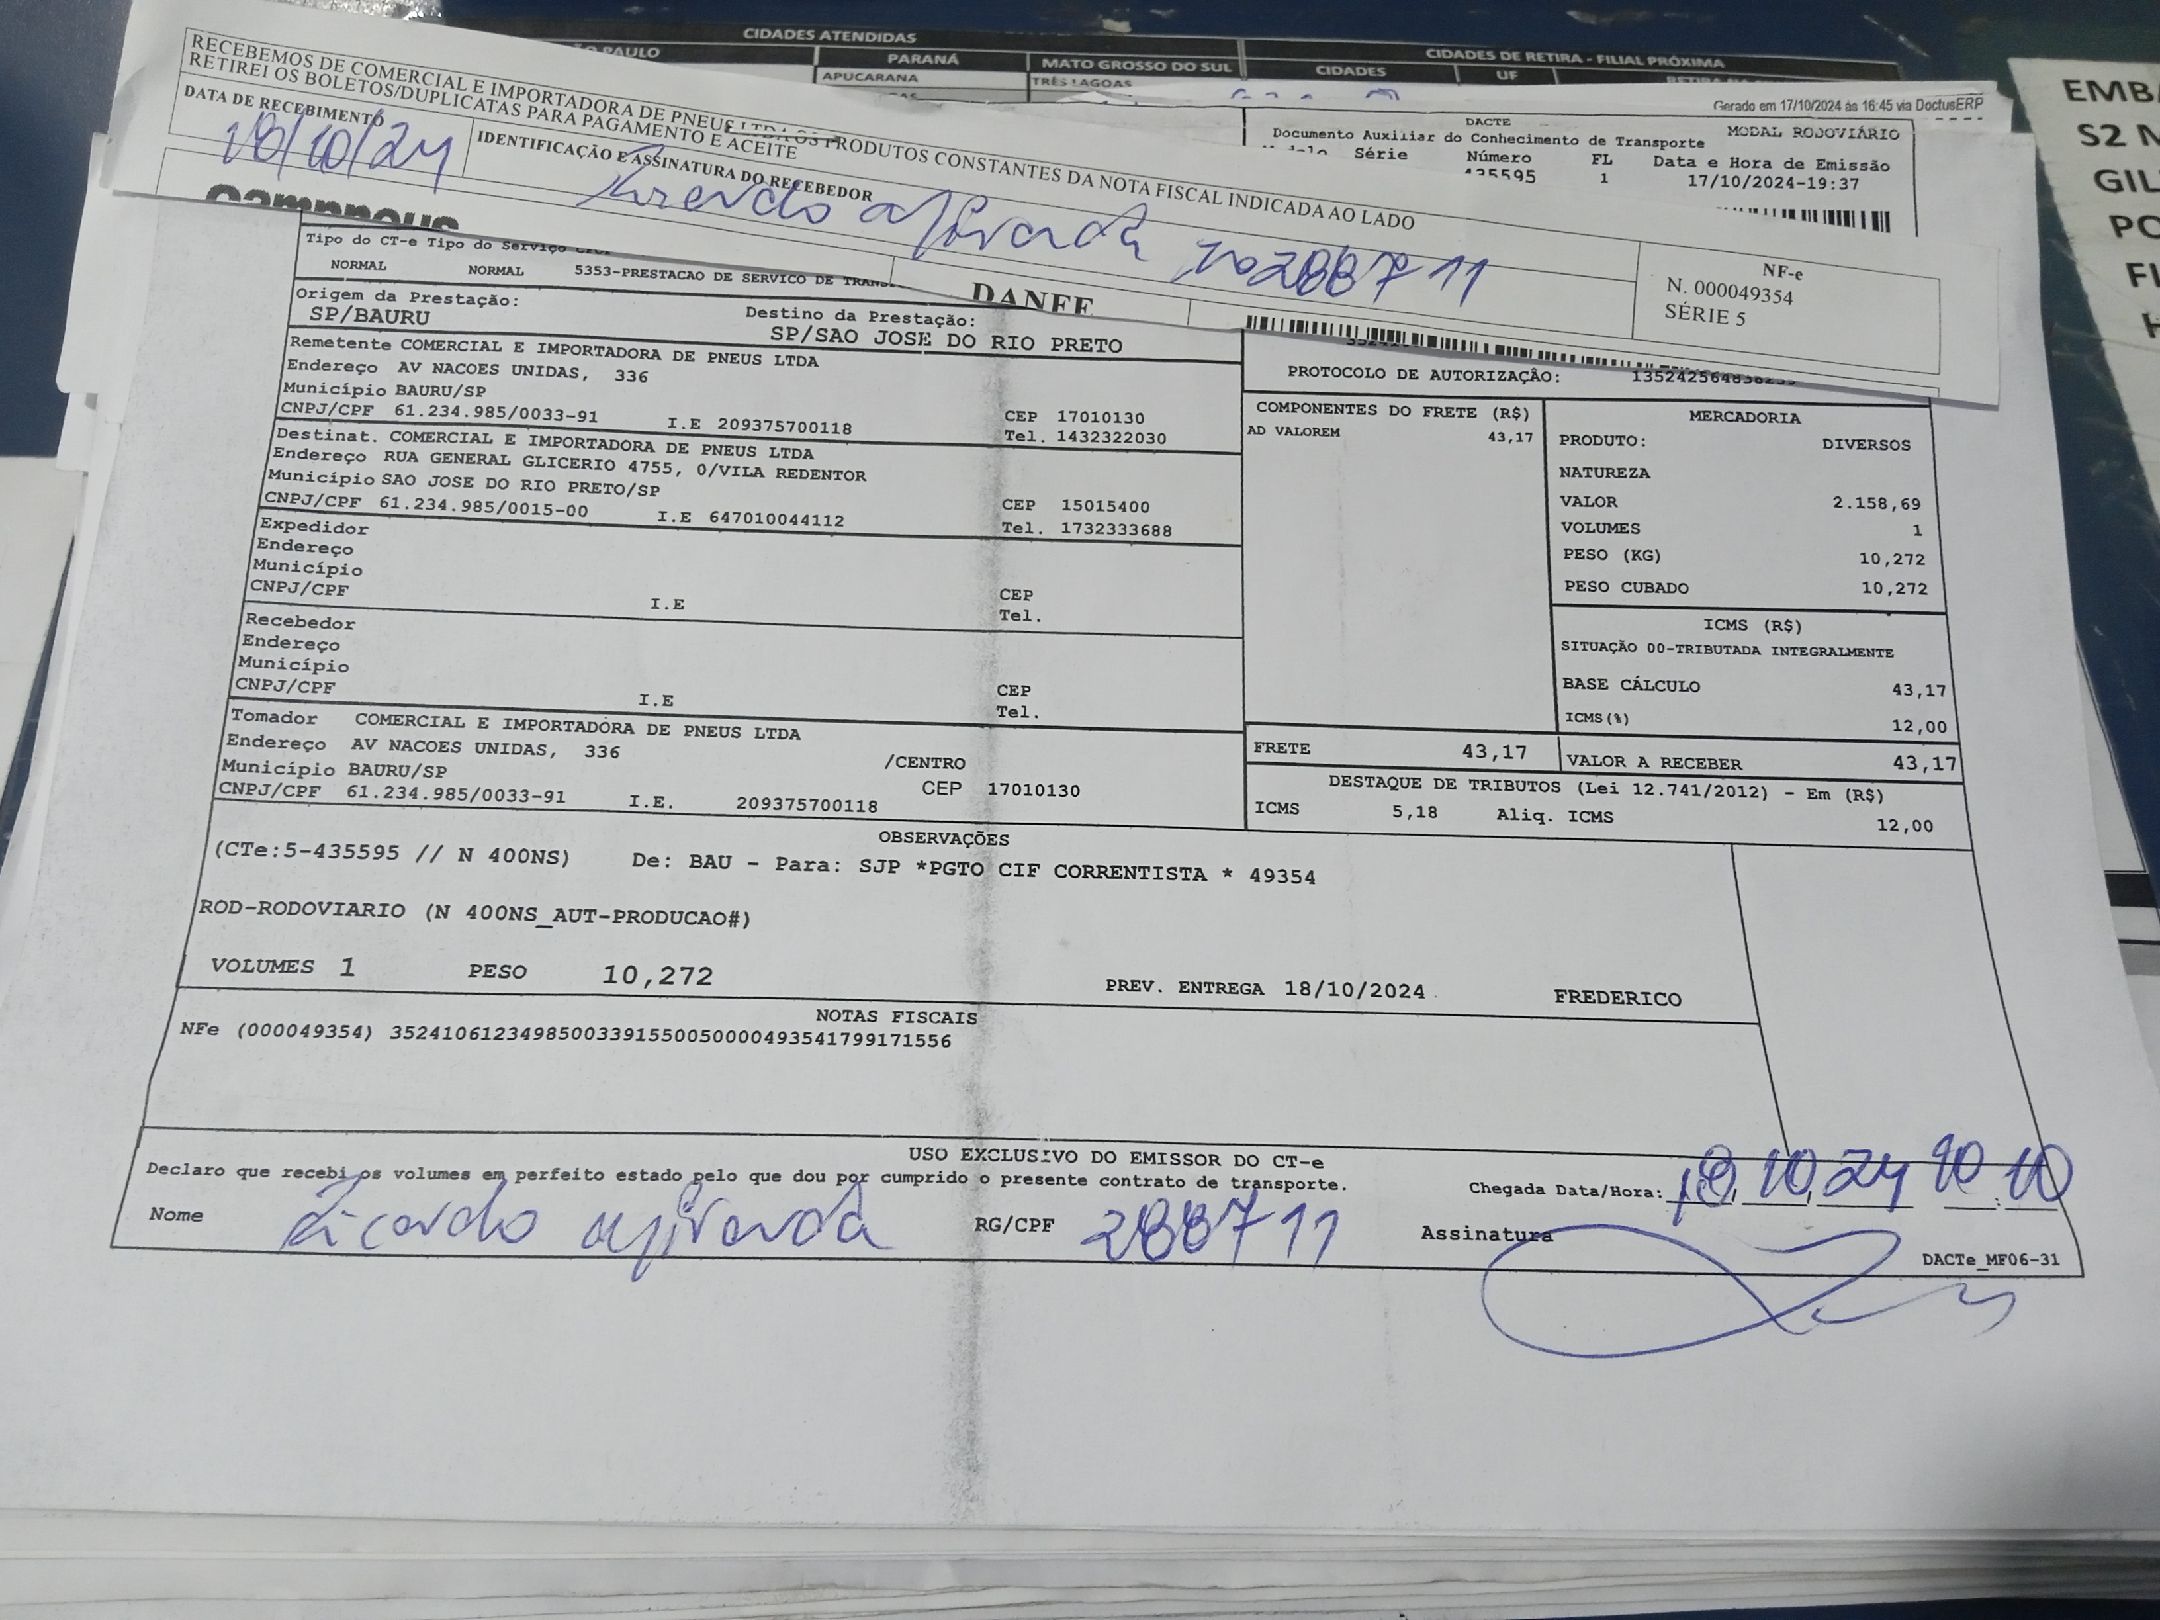 CIDADES ATENDIDAS
PAULO
PARANÁ
MATO GROSSO DO SUL
APUCARANA
TRÊS LAGOAS
CIDADES DE RETIRA - FILIAL PRÓXIMA
CIDADES UF
RECEBEMOS DE COMERCIAL E IMPORTADORA DE PNEUS LTDA OS PRODUTOS CONSTANTES DA NOTA FISCAL INDICADA AO LADO
RETIREI OS BOLETOS/DUPLICATAS PARA PAGAMENTO E ACEITE
DATA DE RECEBIMENTO
18/10/24
IDENTIFICAÇÃO E ASSINATURA DO RECEBEDOR
288711
NF-e
N. 000049354
SÉRIE 5
Gerado em 17/10/2024 às 16:45 via DoctusERP
DACTE
Documento Auxiliar do Conhecimento de Transporte
MODAL RODOVIÁRIO
Série Número FL Data e Hora de Emissão
435595 1 17/10/2024-19:37
Campneus
DANFE
Tipo do CT-e Tipo do Serviço
NORMAL NORMAL 5353-PRESTACAO DE SERVICO DE
Origem da Prestação:
SP/BAURU
Destino da Prestação:
SP/SAO JOSE DO RIO PRETO
Remetente COMERCIAL E IMPORTADORA DE PNEUS LTDA
Endereço AV NACOES UNIDAS, 336
Município BAURU/SP
CNPJ/CPF 61.234.985/0033-91 I.E 209375700118
CEP 17010130
Tel. 1432322030
Destinat. COMERCIAL E IMPORTADORA DE PNEUS LTDA
Endereço RUA GENERAL GLICERIO 4755, 0/VILA REDENTOR
Município SAO JOSE DO RIO PRETO/SP
CNPJ/CPF 61.234.985/0015-00 I.E 647010044112
CEP 15015400
Tel. 1732333688
Expedidor
Endereço
Município
CNPJ/CPF I.E
CEP
Tel.
Recebedor
Endereço
Município
CNPJ/CPF I.E
CEP
Tel.
Tomador COMERCIAL E IMPORTADORA DE PNEUS LTDA
Endereço AV NACOES UNIDAS, 336 /CENTRO
Município BAURU/SP CEP 17010130
CNPJ/CPF 61.234.985/0033-91 I.E. 209375700118
PROTOCOLO DE AUTORIZAÇÃO:
COMPONENTES DO FRETE (R$)
AD VALOREM 43,17
MERCADORIA
PRODUTO: DIVERSOS
NATUREZA
VALOR 2.158,69
VOLUMES 1
PESO (KG) 10,272
PESO CUBADO 10,272
ICMS (R$)
SITUAÇÃO 00-TRIBUTADA INTEGRALMENTE
BASE CÁLCULO 43,17
ICMS(%) 12,00
FRETE 43,17
VALOR A RECEBER 43,17
DESTAQUE DE TRIBUTOS (Lei 12.741/2012) - Em (R$)
ICMS 5,18 Aliq. ICMS 12,00
OBSERVAÇÕES
(CTe:5-435595 // N 400NS) De: BAU - Para: SJP *PGTO CIF CORRENTISTA * 49354
ROD-RODOVIARIO (N 400NS_AUT-PRODUCAO#)
VOLUMES 1 PESO 10,272 PREV. ENTREGA 18/10/2024 FREDERICO
NOTAS FISCAIS
NFe (000049354) 35241061234985003391550050000493541799171556
USO EXCLUSIVO DO EMISSOR DO CT-e
Declaro que recebi os volumes em perfeito estado pelo que dou por cumprido o presente contrato de transporte.
Chegada Data/Hora: 18 10 24 10:10
Nome Ricardo RG/CPF 288711 Assinatura
DACTe_MF06-31
EMB
S2
GIL
PO
FI
H